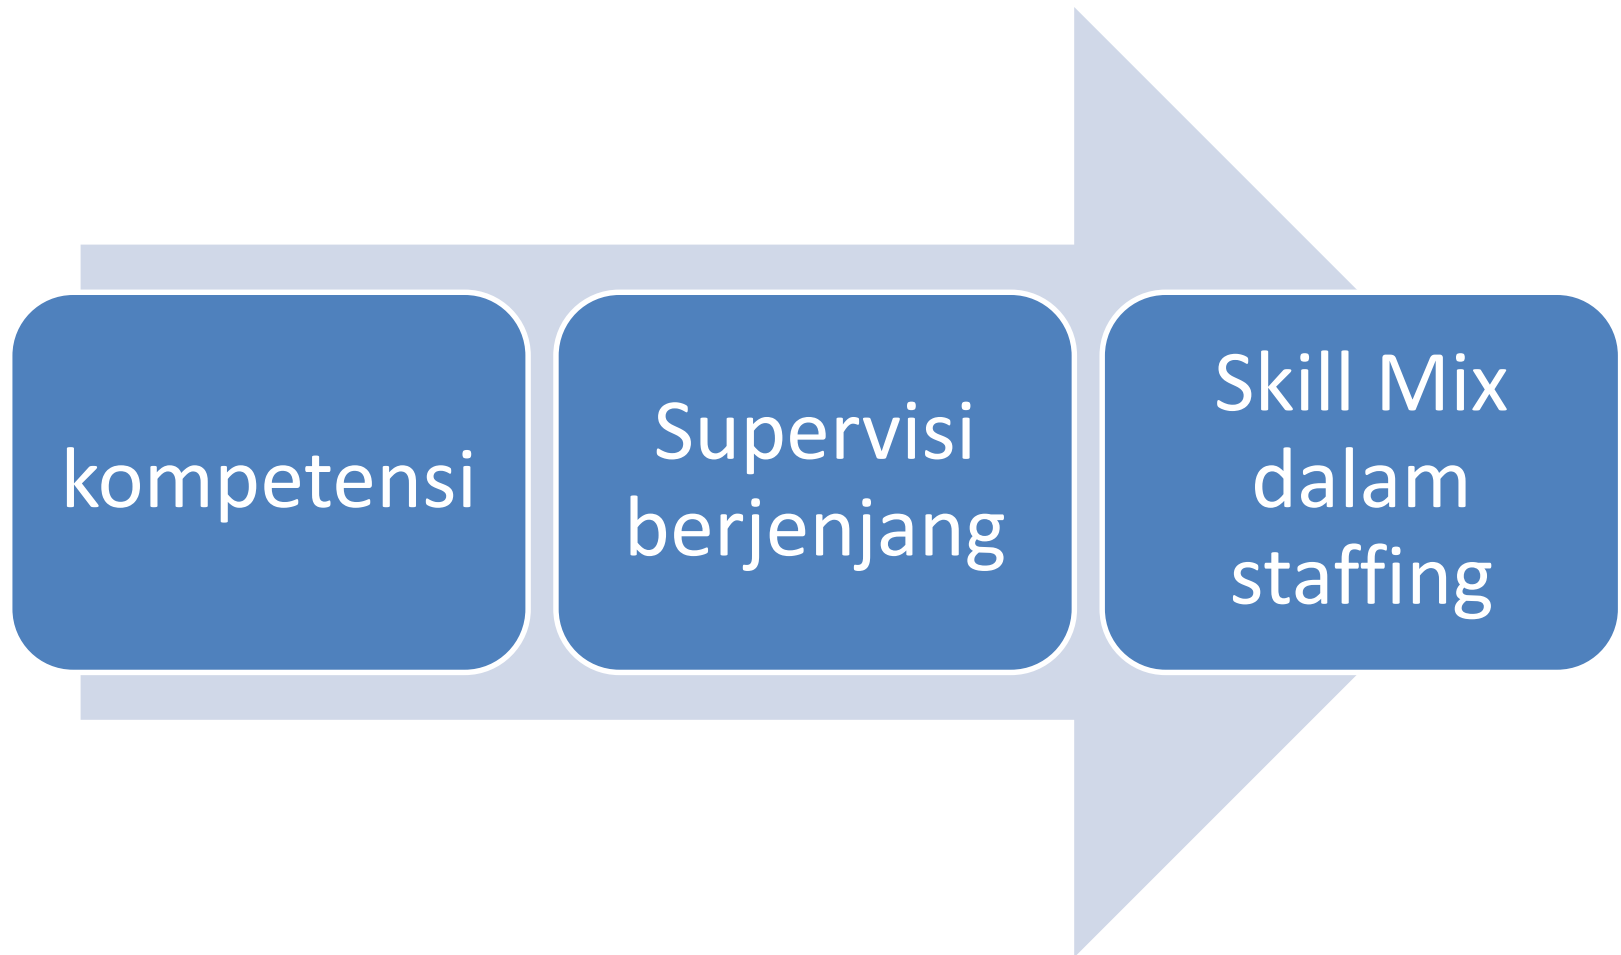 kompetensi
Supervisi
berjenjang
Skill Mix
dalam
staffing